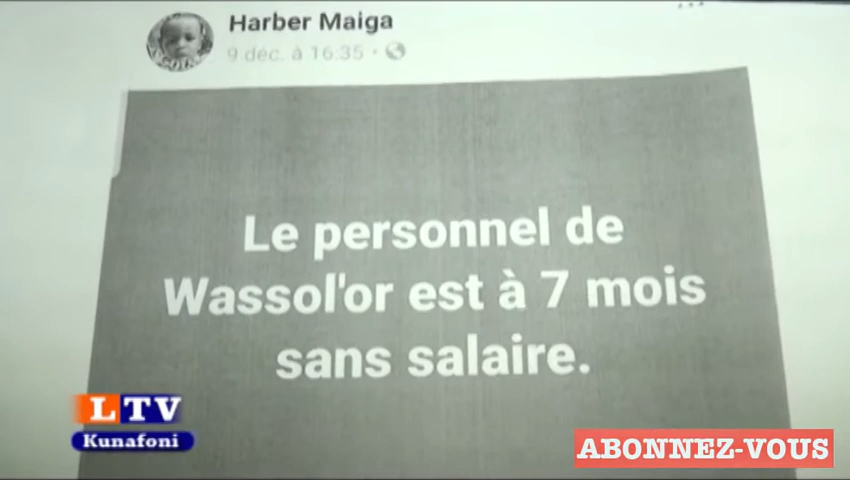 Harber Maiga
9 déc. à 16:35
Le personnel de
Wassol'or est à 7 mois
sans salaire.
LTV
Kunafoni
ABONNEZ-VOUS